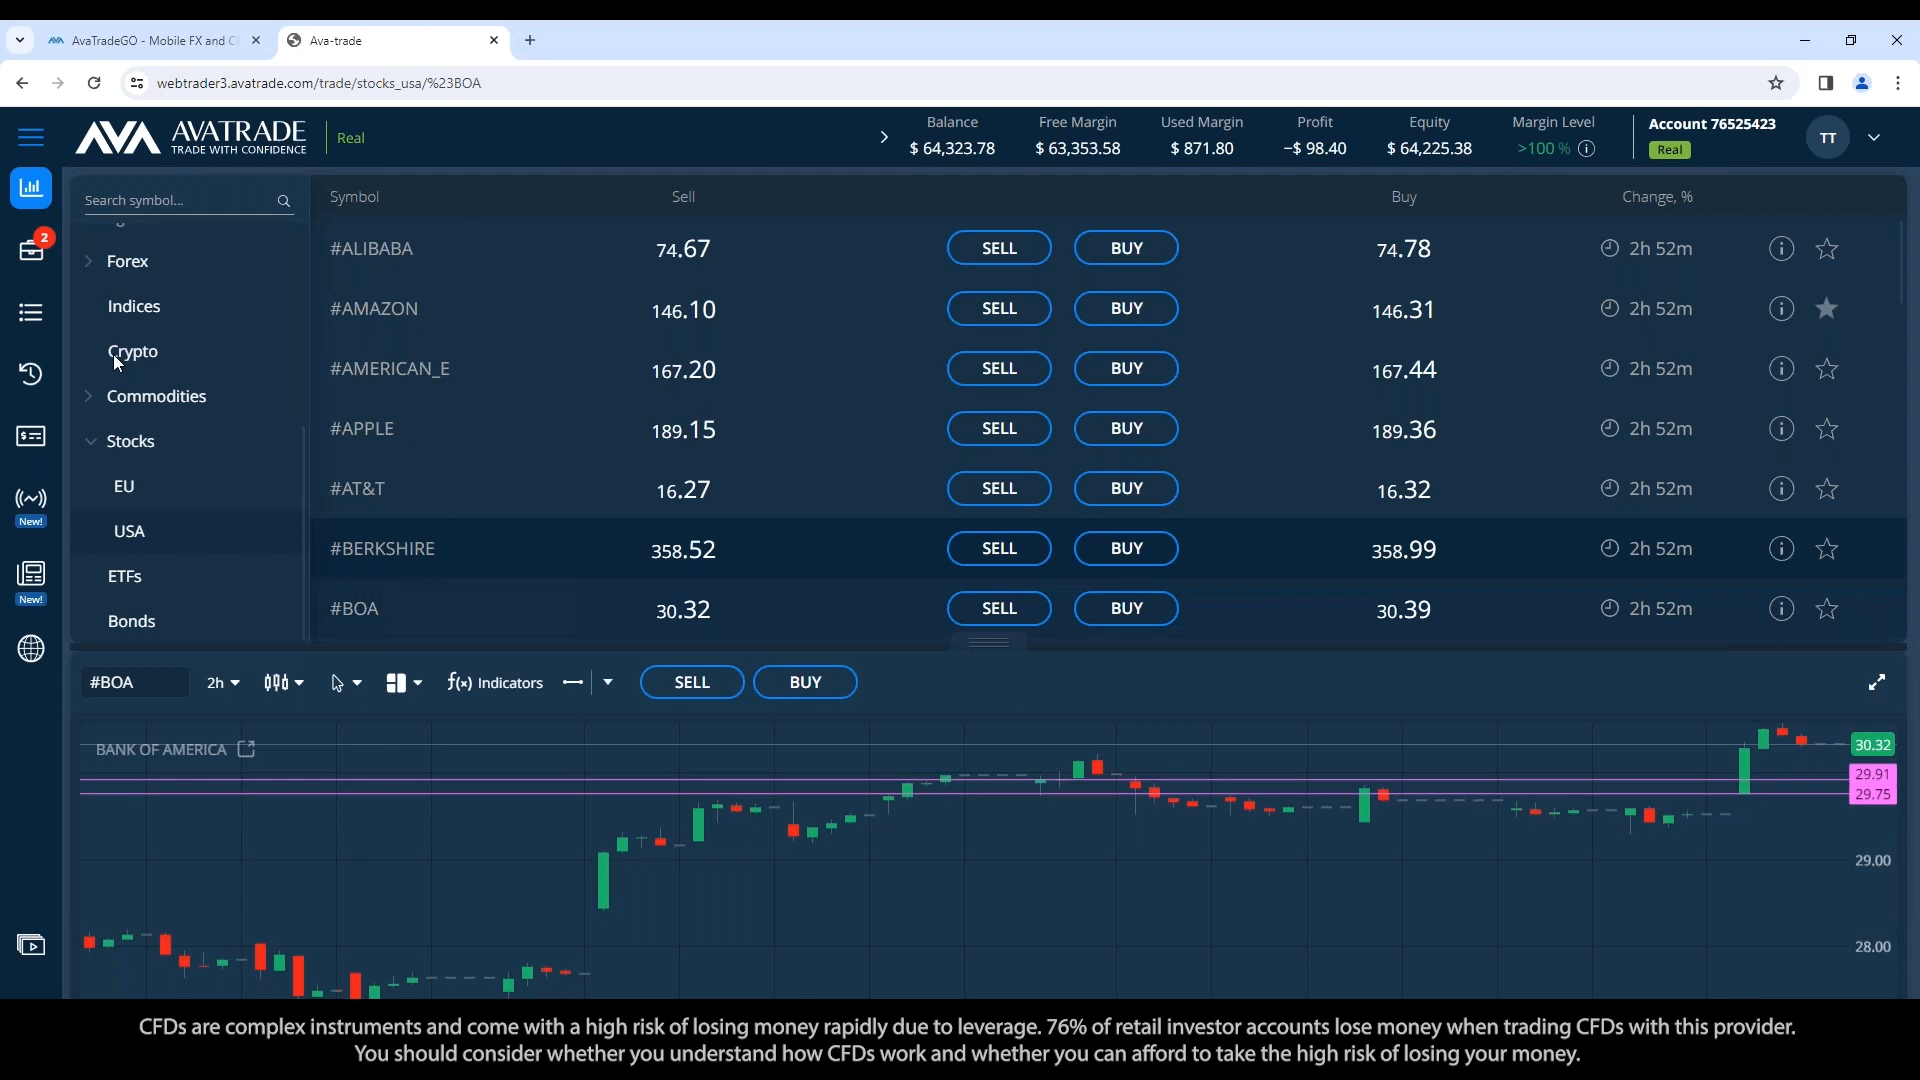 AvaTradeGO - Mobile FX and C
Ava-trade
webtrader3.avatrade.com/trade/stocks_usa/%23BOA
AVA AVATRADE
TRADE WITH CONFIDENCE
Real
Balance
$ 64,323.78
Free Margin
$ 63,353.58
Used Margin
$ 871.80
Profit
−$ 98.40
Equity
$ 64,225.38
Margin Level
>100 %
Account 76525423
Real
TT
2
New!
New!
Search symbol...
Forex
Indices
Crypto
Commodities
Stocks
EU
USA
ETFs
Bonds
Symbol Sell Buy Change, %
#ALIBABA 74.67 SELL BUY 74.78 2h 52m
#AMAZON 146.10 SELL BUY 146.31 2h 52m
#AMERICAN_E 167.20 SELL BUY 167.44 2h 52m
#APPLE 189.15 SELL BUY 189.36 2h 52m
#AT&T 16.27 SELL BUY 16.32 2h 52m
#BERKSHIRE 358.52 SELL BUY 358.99 2h 52m
#BOA 30.32 SELL BUY 30.39 2h 52m
#BOA 2h f(x) Indicators SELL BUY
BANK OF AMERICA
30.32
29.91
29.75
29.00
28.00
CFDs are complex instruments and come with a high risk of losing money rapidly due to leverage. 76% of retail investor accounts lose money when trading CFDs with this provider.
You should consider whether you understand how CFDs work and whether you can afford to take the high risk of losing your money.